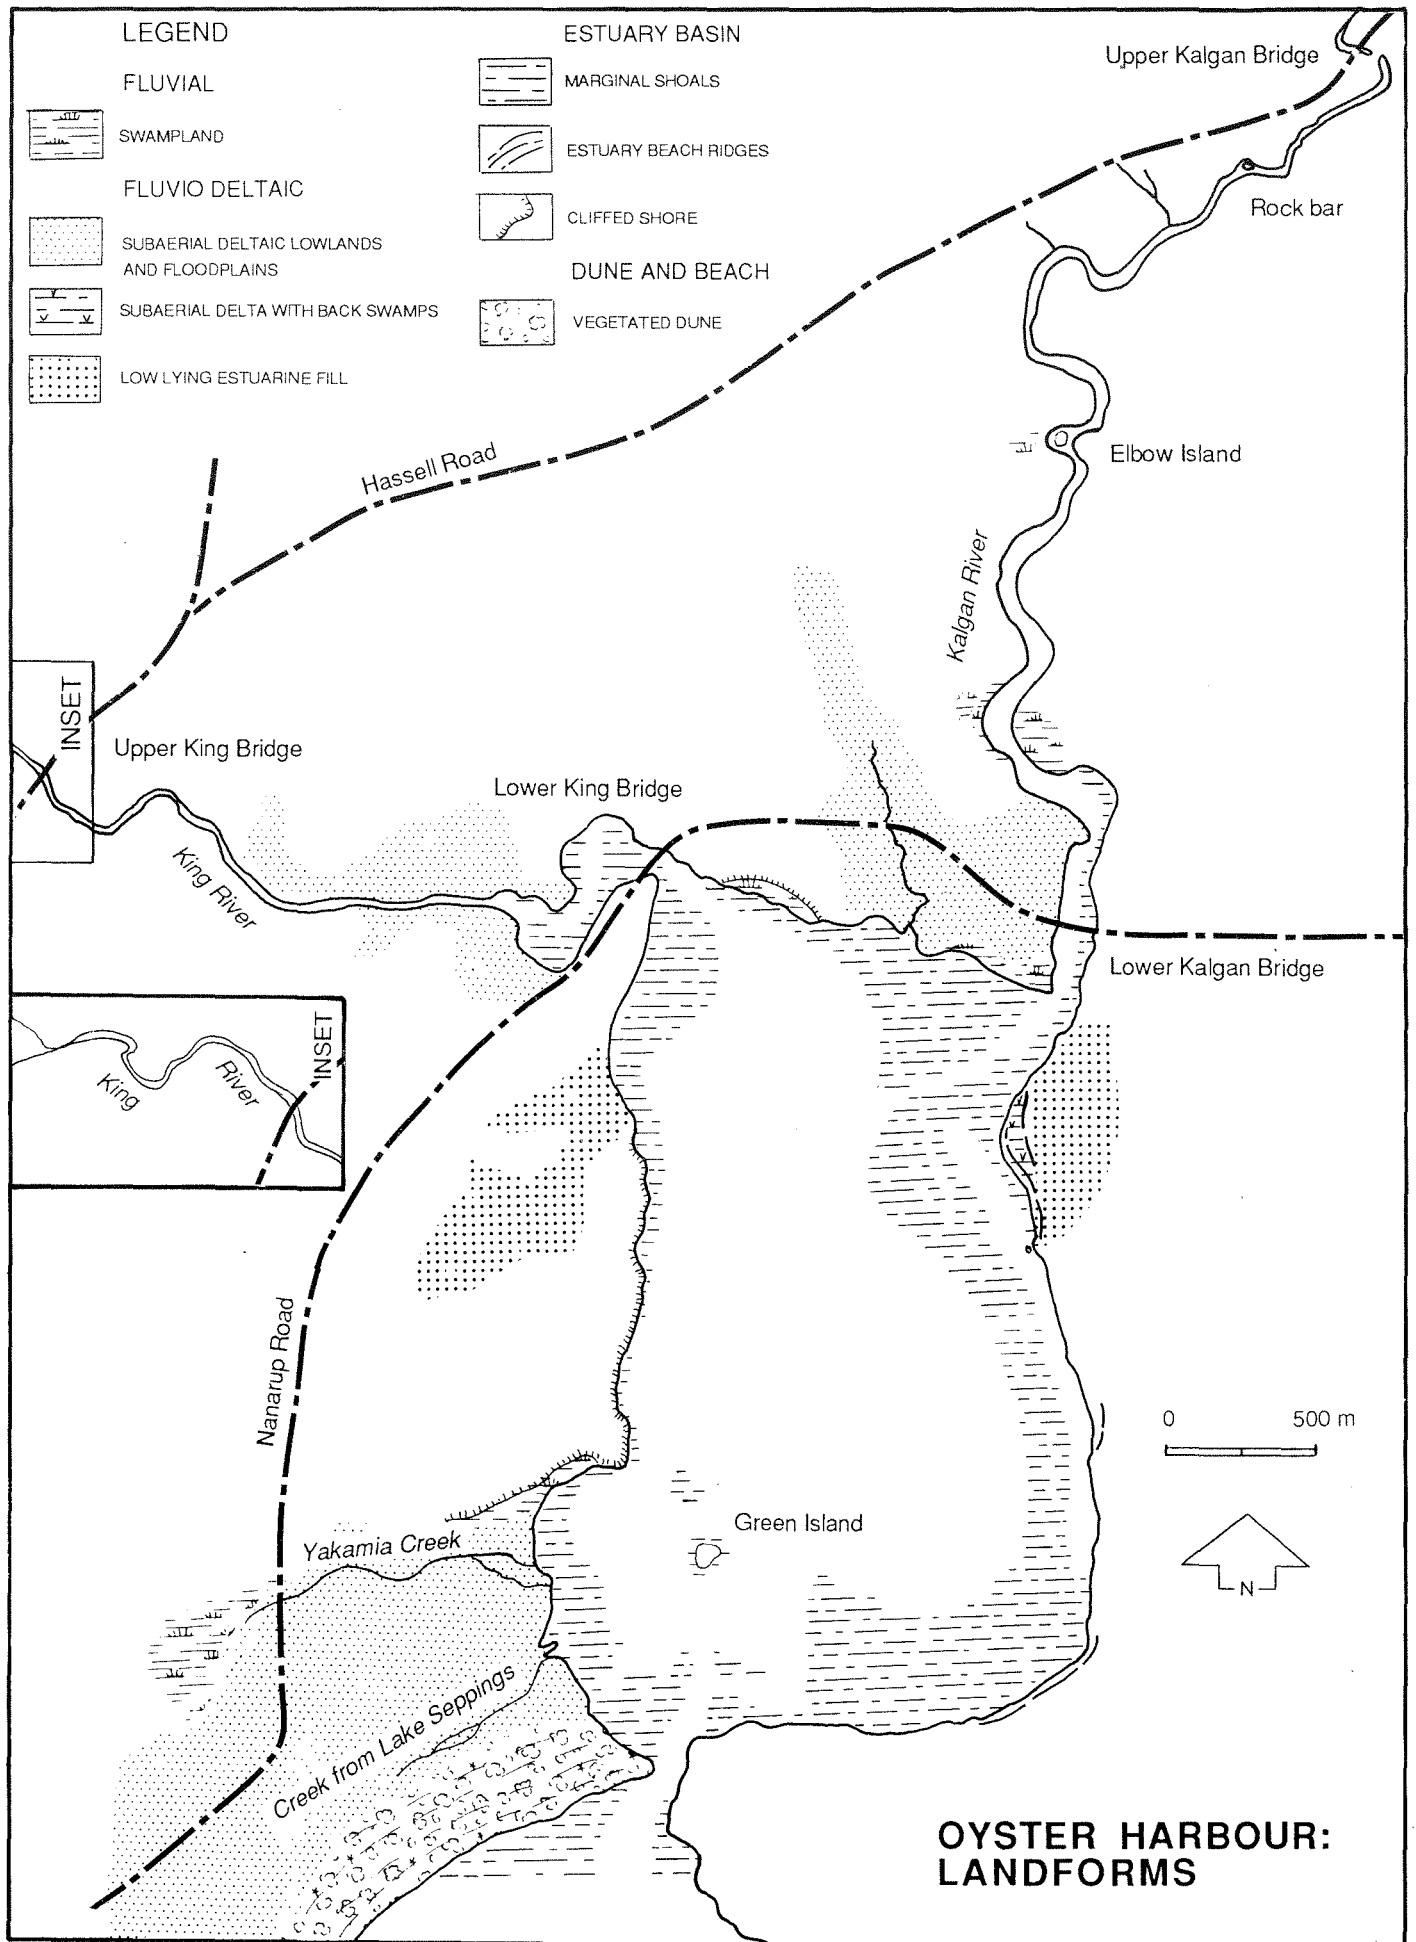 LEGEND
FLUVIAL
SWAMPLAND
FLUVIO DELTAIC
SUBAERIAL DELTAIC LOWLANDS
AND FLOODPLAINS
SUBAERIAL DELTA WITH BACK SWAMPS
LOW LYING ESTUARINE FILL
ESTUARY BASIN
MARGINAL SHOALS
ESTUARY BEACH RIDGES
CLIFFED SHORE
DUNE AND BEACH
VEGETATED DUNE
Upper Kalgan Bridge
Rock bar
Elbow Island
Hassell Road
Kalgan River
INSET
Upper King Bridge
Lower King Bridge
King River
Lower Kalgan Bridge
INSET
King
River
Nanarup Road
0 500 m
Green Island
Yakamia Creek
N
Creek from Lake Seppings
OYSTER HARBOUR:
LANDFORMS